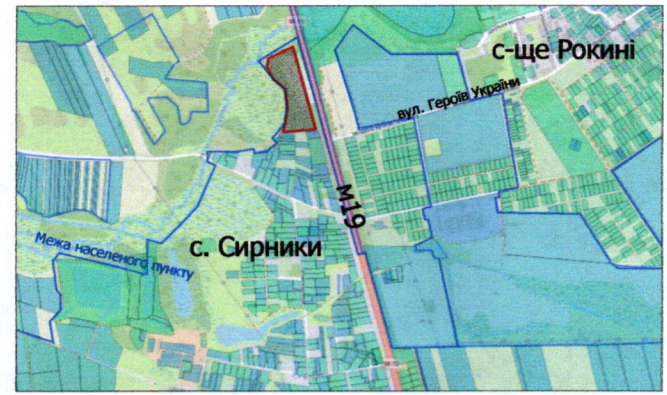 с-ще Рокині
вул. Героїв України
М19
с. Сирники
Межа населеного пункту